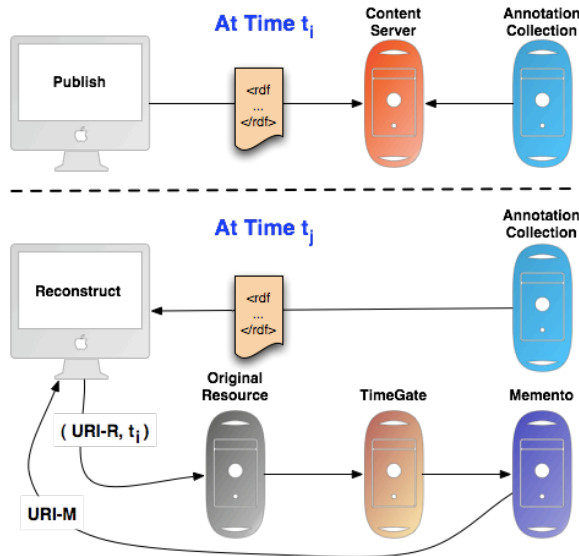 At Time ti
Content
Server
Annotation
Collection
Publish
<rdf
...
</rdf>
At Time tj
Annotation
Collection
Reconstruct
<rdf
...
</rdf>
Original
Resource
TimeGate
Memento
( URI-R, ti )
URI-M